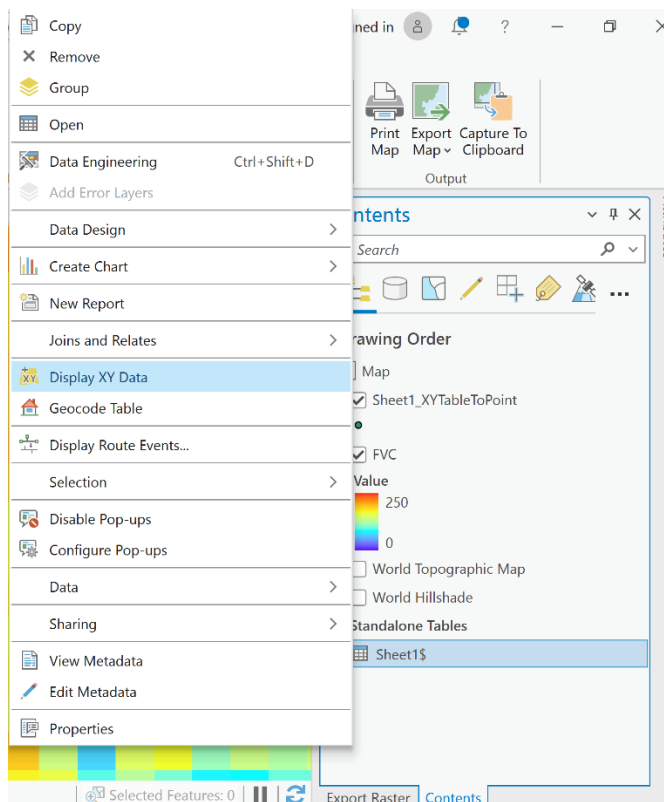 Copy
Remove
Group
Open
Data Engineering Ctrl+Shift+D
Add Error Layers
Data Design
Create Chart
New Report
Joins and Relates
Display XY Data
Geocode Table
Display Route Events...
Selection
Disable Pop-ups
Configure Pop-ups
Data
Sharing
View Metadata
Edit Metadata
Properties
ned in
?
Print Map
Export Map
Capture To Clipboard
Output
ntents
Search
rawing Order
Map
Sheet1_XYTableToPoint
FVC
Value
250
0
World Topographic Map
World Hillshade
Standalone Tables
Sheet1$
Selected Features: 0
Export Raster Contents